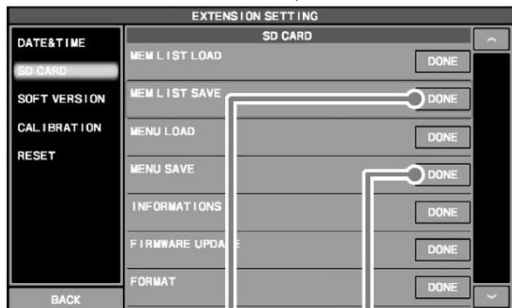 EXTENSION SETTING
DATE&TIME
SD CARD
SOFT VERSION
CALIBRATION
RESET
BACK
SD CARD
MEM LIST LOAD DONE
MEM LIST SAVE DONE
MENU LOAD DONE
MENU SAVE DONE
INFORMATIONS DONE
FIRMWARE UPDATE DONE
FORMAT DONE